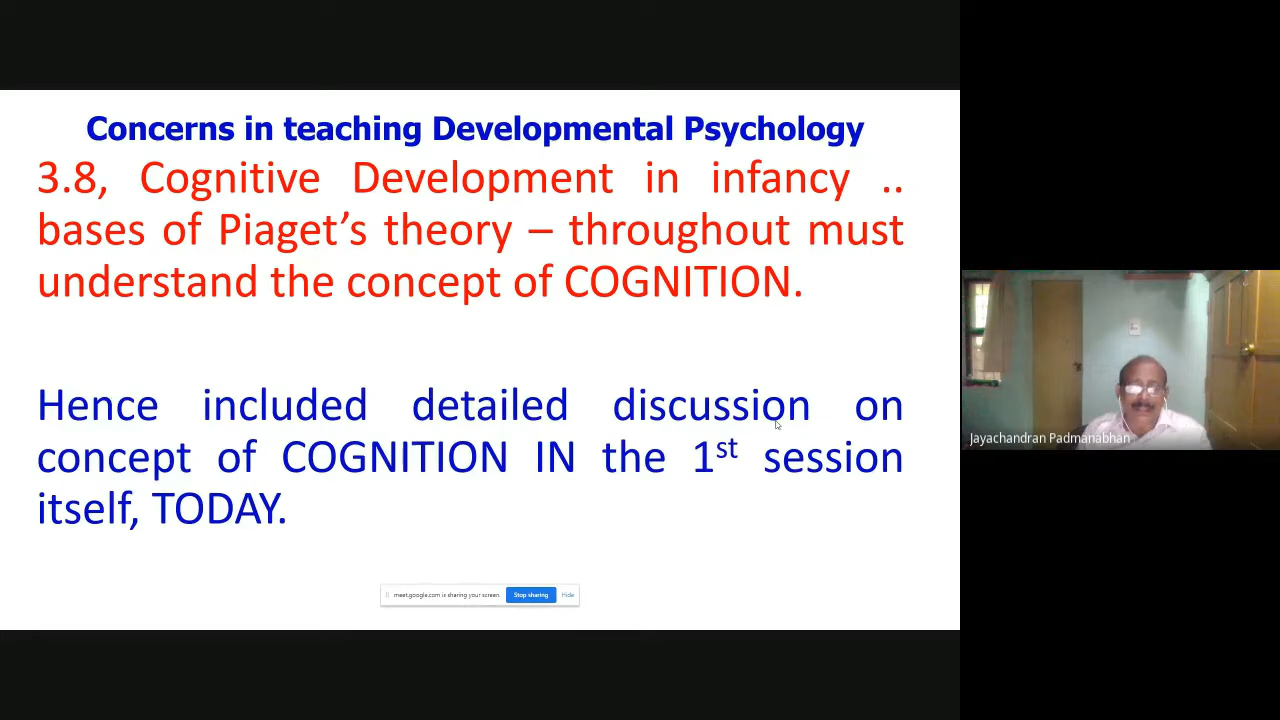 Concerns in teaching Developmental Psychology
3.8, Cognitive Development in infancy ..
bases of Piaget’s theory – throughout must
understand the concept of COGNITION.
Hence included detailed discussion on
concept of COGNITION IN the 1st session
itself, TODAY.
meet.google.com is sharing your screen. Stop sharing Hide
Jayachandran Padmanabhan